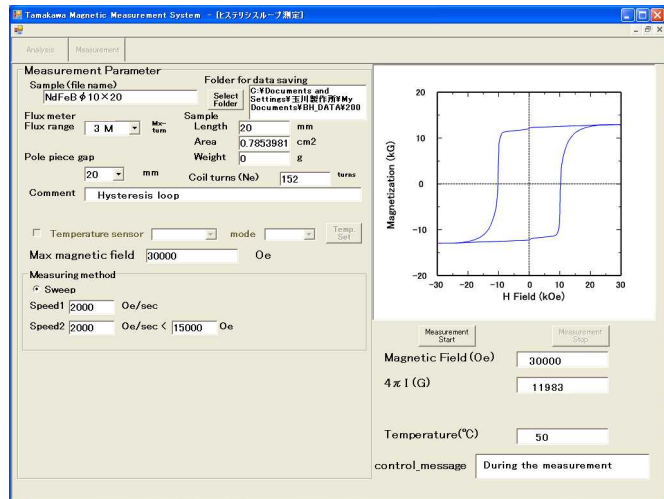 Tamakawa Magnetic Measurement System - [ヒステリシスループ測定]
Analysis Measurement
Measurement Parameter
Sample(file name)
NdFeBφ10×20
Folder for data saving
Select Folder
C:¥Documents and
Settings¥玉川製作所¥My
Documents¥BH_DATA¥200
Flux meter
Flux range 3 M Mx-turn
Sample
Length 20 mm
Area 0.7853981 cm2
Weight 0 g
Pole piece gap
20 mm
Coil turns(Ne) 152 turns
Comment Hysteresis loop
Temperature sensor mode Temp. Set
Max magnetic field 30000 Oe
Measuring method
Sweep
Speed1 2000 Oe/sec
Speed2 2000 Oe/sec < 15000 Oe
Magnetization (kG)
20
10
0
-10
-20
-30 -20 -10 0 10 20 30
H Field (kOe)
Measurement Start
Measurement Stop
Magnetic Field(Oe) 30000
4πI(G) 11983
Temperature(℃) 50
control_message During the measurement